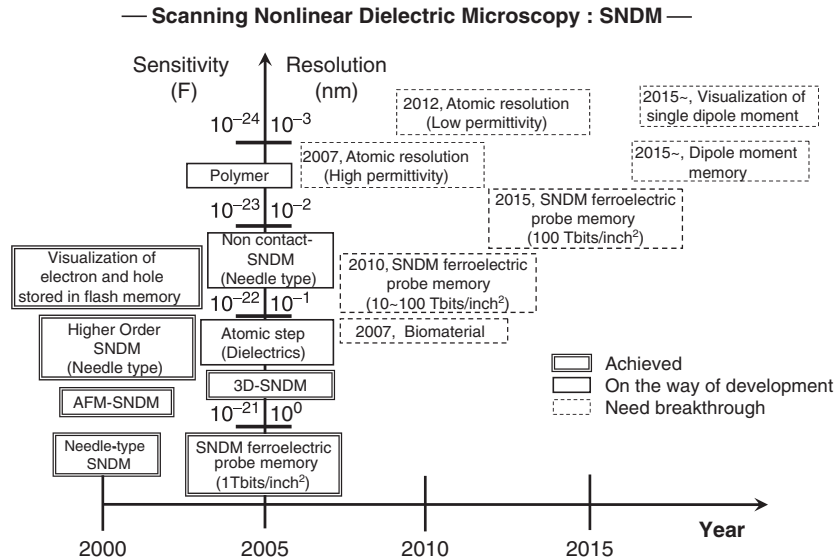 Scanning Nonlinear Dielectric Microscopy : SNDM
Sensitivity
(F)
Resolution
(nm)
10⁻²⁴ 10⁻³
2012, Atomic resolution
(Low permittivity)
2015~, Visualization of
single dipole moment
2007, Atomic resolution
(High permittivity)
2015~, Dipole moment
memory
Polymer
10⁻²³ 10⁻²
2015, SNDM ferroelectric
probe memory
(100 Tbits/inch²)
Non contact-
SNDM
(Needle type)
Visualization of
electron and hole
stored in flash memory
2010, SNDM ferroelectric
probe memory
(10~100 Tbits/inch²)
10⁻²² 10⁻¹
Higher Order
SNDM
(Needle type)
Atomic step
(Dielectrics)
2007, Biomaterial
3D-SNDM
AFM-SNDM
10⁻²¹ 10⁰
Needle-type
SNDM
SNDM ferroelectric
probe memory
(1Tbits/inch²)
Achieved
On the way of development
Need breakthrough
Year
2000 2005 2010 2015